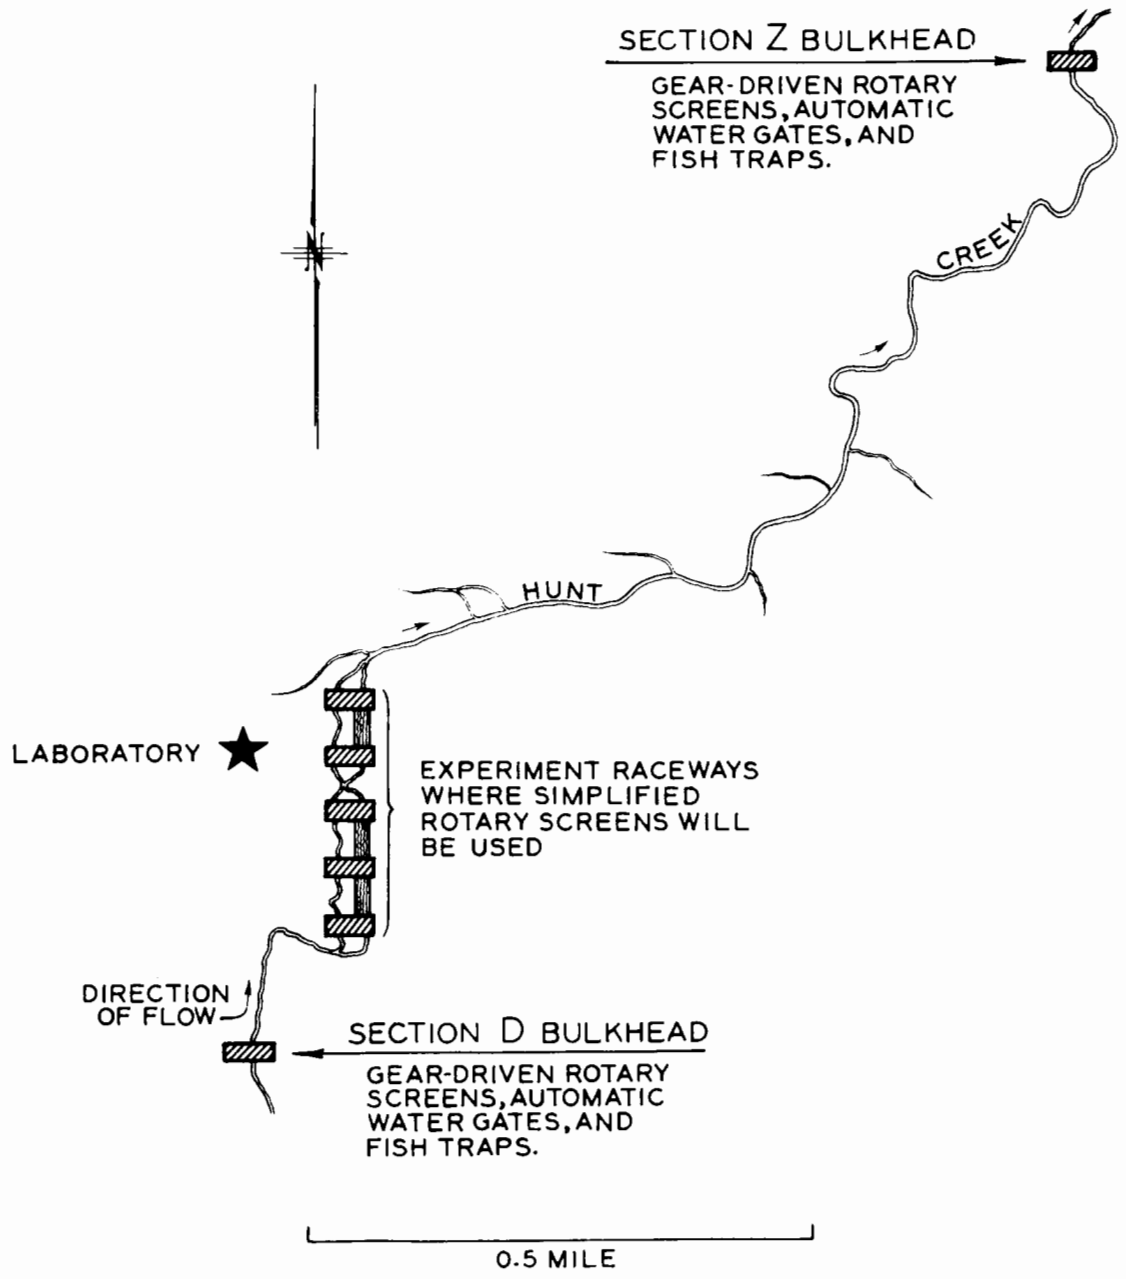 SECTION Z BULKHEAD
GEAR-DRIVEN ROTARY
SCREENS, AUTOMATIC
WATER GATES, AND
FISH TRAPS.
N
CREEK
HUNT
LABORATORY
EXPERIMENT RACEWAYS
WHERE SIMPLIFIED
ROTARY SCREENS WILL
BE USED
DIRECTION
OF FLOW
SECTION D BULKHEAD
GEAR-DRIVEN ROTARY
SCREENS, AUTOMATIC
WATER GATES, AND
FISH TRAPS.
0.5 MILE